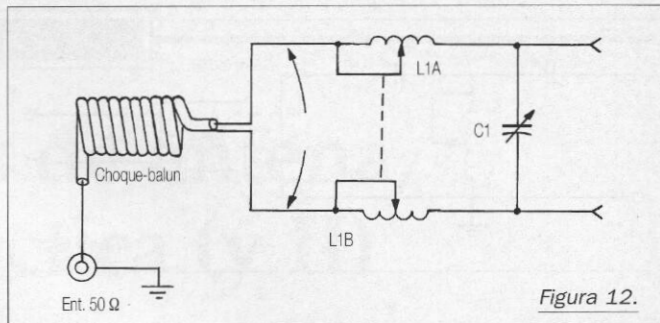 L1A
C1
Choque-balun
L1B
Ent. 50 Ω
Figura 12.